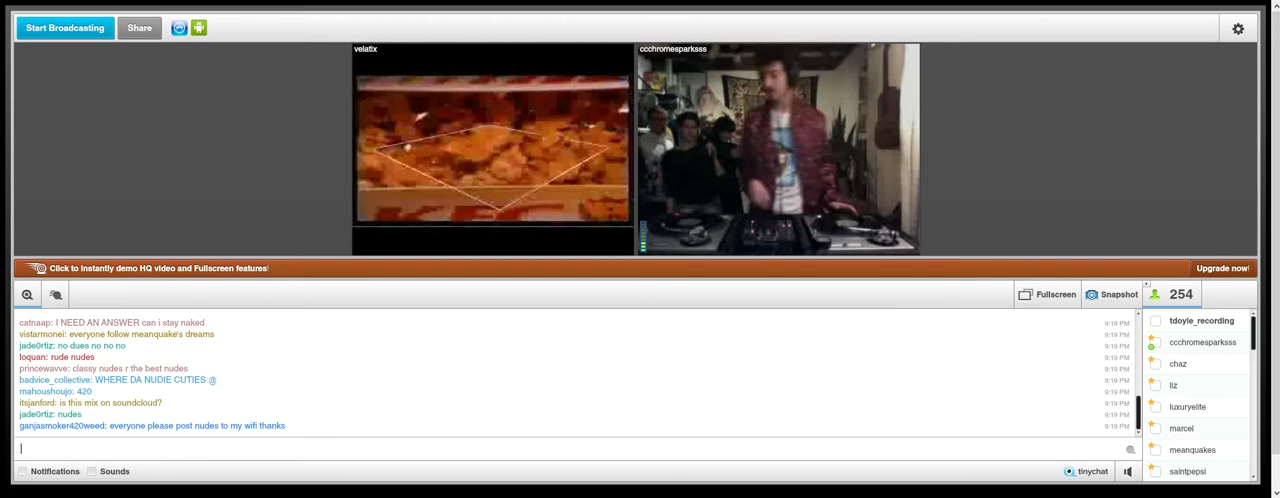 Start Broadcasting
Share
velatix
ccchromesparksss
Click to instantly demo HQ video and Fullscreen features!
Upgrade now!
Fullscreen
Snapshot
254
catnaap: I NEED AN ANSWER can i stay naked 9:19 PM
vistarmonei: everyone follow meanquake's dreams 9:19 PM
jade0rtiz: no dues no no no 9:19 PM
loquan: rude nudes 9:19 PM
princewavve: classy nudes r the best nudes 9:19 PM
badvice_collective: WHERE DA NUDIE CUTIES @ 9:19 PM
mahoushoujo: 420 9:19 PM
itsjanford: is this mix on soundcloud? 9:19 PM
jade0rtiz: nudes 9:19 PM
ganjasmoker420weed: everyone please post nudes to my wifi thanks 9:19 PM
tdoyle_recording
ccchromesparksss
chaz
liz
luxuryelite
marcel
meanquakes
saintpepsi
Notifications
Sounds
tinychat